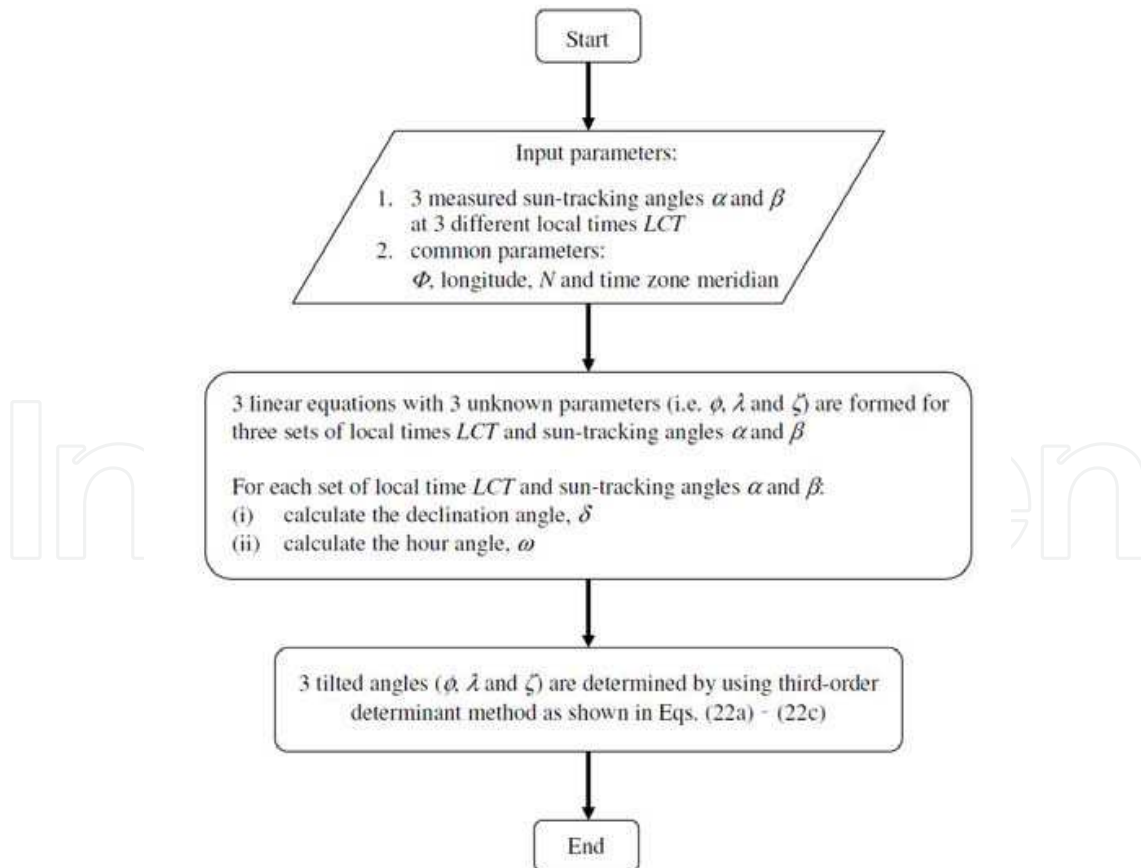 Start
Input parameters:
1. 3 measured sun-tracking angles α and β
at 3 different local times LCT
2. common parameters:
Φ, longitude, N and time zone meridian
3 linear equations with 3 unknown parameters (i.e. ϕ, λ and ζ) are formed for
three sets of local times LCT and sun-tracking angles α and β
For each set of local time LCT and sun-tracking angles α and β:
(i) calculate the declination angle, δ
(ii) calculate the hour angle, ω
3 tilted angles (ϕ, λ and ζ) are determined by using third-order
determinant method as shown in Eqs. (22a) - (22c)
End